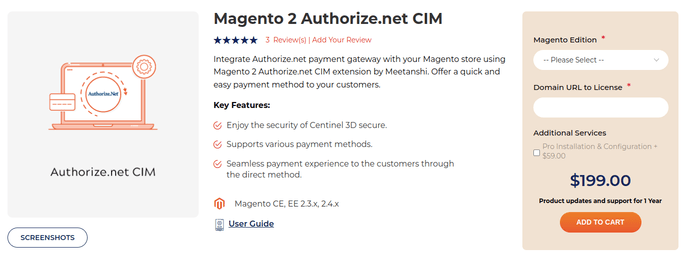 Magento 2 Authorize.net CIM
3 Review(s) | Add Your Review
Integrate Authorize.net payment gateway with your Magento store using
Magento 2 Authorize.net CIM extension by Meetanshi. Offer a quick and
easy payment method to your customers.
Key Features:
Enjoy the security of Centinel 3D secure.
Supports various payment methods.
Seamless payment experience to the customers through
the direct method.
Magento CE, EE 2.3.x, 2.4.x
User Guide
Authorize.Net
Authorize.net CIM
SCREENSHOTS
Magento Edition *
-- Please Select --
Domain URL to License *
Additional Services
Pro Installation & Configuration +
$59.00
$199.00
Product updates and support for 1 Year
ADD TO CART